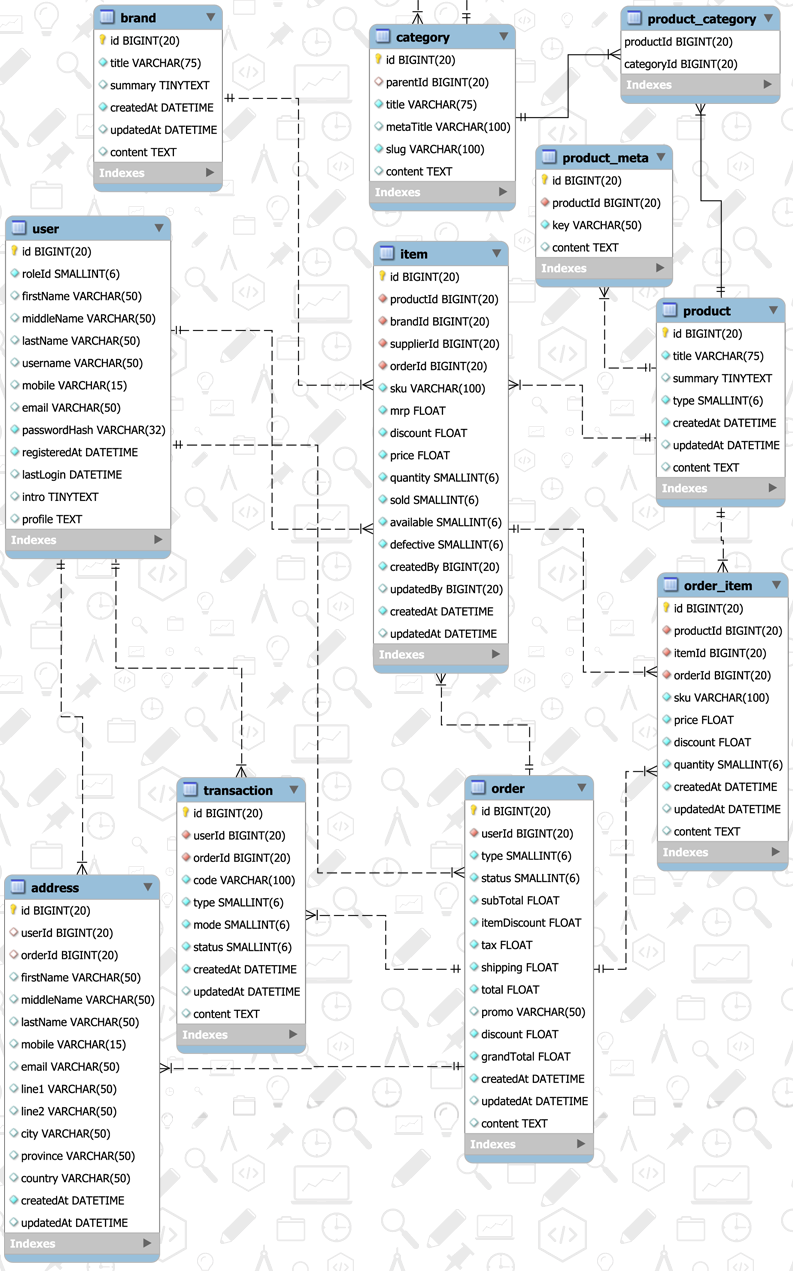 brand
id BIGINT(20)
title VARCHAR(75)
summary TINYTEXT
createdAt DATETIME
updatedAt DATETIME
content TEXT
Indexes
category
id BIGINT(20)
parentId BIGINT(20)
title VARCHAR(75)
metaTitle VARCHAR(100)
slug VARCHAR(100)
content TEXT
Indexes
product_category
productId BIGINT(20)
categoryId BIGINT(20)
Indexes
product_meta
id BIGINT(20)
productId BIGINT(20)
key VARCHAR(50)
content TEXT
Indexes
user
id BIGINT(20)
roleId SMALLINT(6)
firstName VARCHAR(50)
middleName VARCHAR(50)
lastName VARCHAR(50)
username VARCHAR(50)
mobile VARCHAR(15)
email VARCHAR(50)
passwordHash VARCHAR(32)
registeredAt DATETIME
lastLogin DATETIME
intro TINYTEXT
profile TEXT
Indexes
item
id BIGINT(20)
productId BIGINT(20)
brandId BIGINT(20)
supplierId BIGINT(20)
orderId BIGINT(20)
sku VARCHAR(100)
mrp FLOAT
discount FLOAT
price FLOAT
quantity SMALLINT(6)
sold SMALLINT(6)
available SMALLINT(6)
defective SMALLINT(6)
createdBy BIGINT(20)
updatedBy BIGINT(20)
createdAt DATETIME
updatedAt DATETIME
Indexes
product
id BIGINT(20)
title VARCHAR(75)
summary TINYTEXT
type SMALLINT(6)
createdAt DATETIME
updatedAt DATETIME
content TEXT
Indexes
order_item
id BIGINT(20)
productId BIGINT(20)
itemId BIGINT(20)
orderId BIGINT(20)
sku VARCHAR(100)
price FLOAT
discount FLOAT
quantity SMALLINT(6)
createdAt DATETIME
updatedAt DATETIME
content TEXT
Indexes
transaction
id BIGINT(20)
userId BIGINT(20)
orderId BIGINT(20)
code VARCHAR(100)
type SMALLINT(6)
mode SMALLINT(6)
status SMALLINT(6)
createdAt DATETIME
updatedAt DATETIME
content TEXT
Indexes
order
id BIGINT(20)
userId BIGINT(20)
type SMALLINT(6)
status SMALLINT(6)
subTotal FLOAT
itemDiscount FLOAT
tax FLOAT
shipping FLOAT
total FLOAT
promo VARCHAR(50)
discount FLOAT
grandTotal FLOAT
createdAt DATETIME
updatedAt DATETIME
content TEXT
Indexes
address
id BIGINT(20)
userId BIGINT(20)
orderId BIGINT(20)
firstName VARCHAR(50)
middleName VARCHAR(50)
lastName VARCHAR(50)
mobile VARCHAR(15)
email VARCHAR(50)
line1 VARCHAR(50)
line2 VARCHAR(50)
city VARCHAR(50)
province VARCHAR(50)
country VARCHAR(50)
createdAt DATETIME
updatedAt DATETIME
Indexes